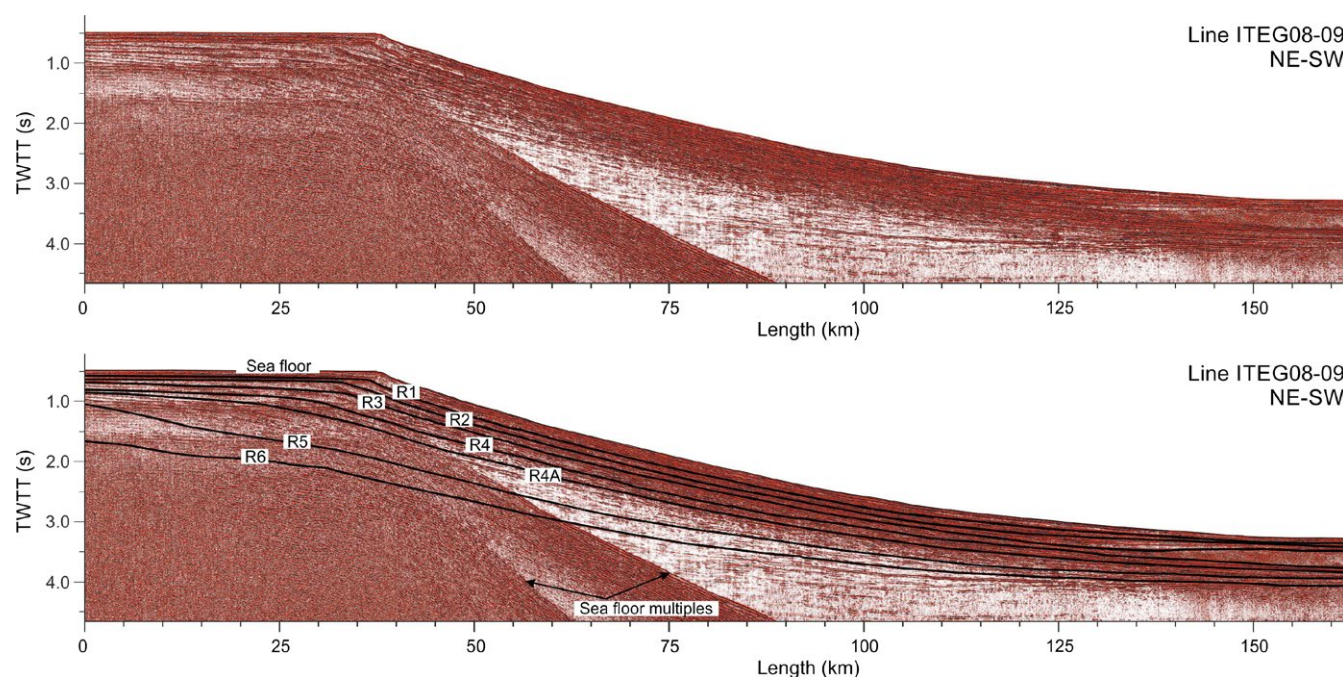 Line ITEG08-09
NE-SW
TWTT (s)
1.0
2.0
3.0
4.0
0 25 50 75 100 125 150
Length (km)
Line ITEG08-09
NE-SW
TWTT (s)
1.0
2.0
3.0
4.0
Sea floor
R1
R3
R2
R5
R4
R6
R4A
Sea floor multiples
0 25 50 75 100 125 150
Length (km)